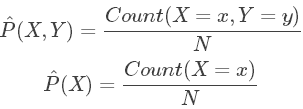 P̂(X, Y) = Count(X = x, Y = y) / N
P̂(X) = Count(X = x) / N